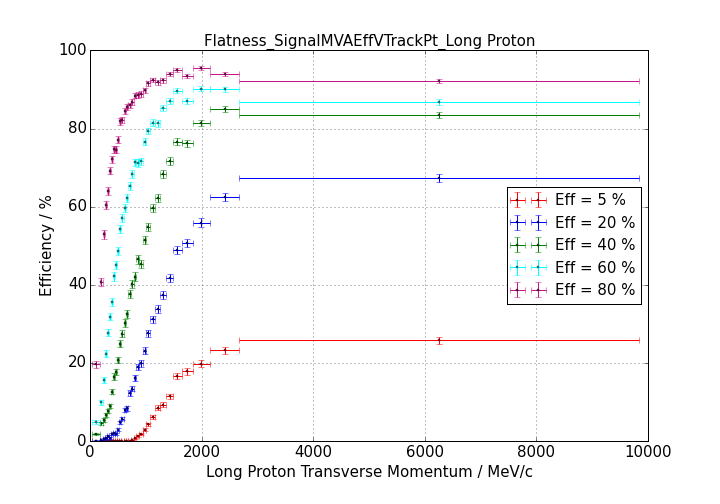 Flatness_SignalMVAEffVTrackPt_Long Proton
Efficiency / %
100
80
60
40
20
0
Eff = 5 %
Eff = 20 %
Eff = 40 %
Eff = 60 %
Eff = 80 %
0 2000 4000 6000 8000 10000
Long Proton Transverse Momentum / MeV/c